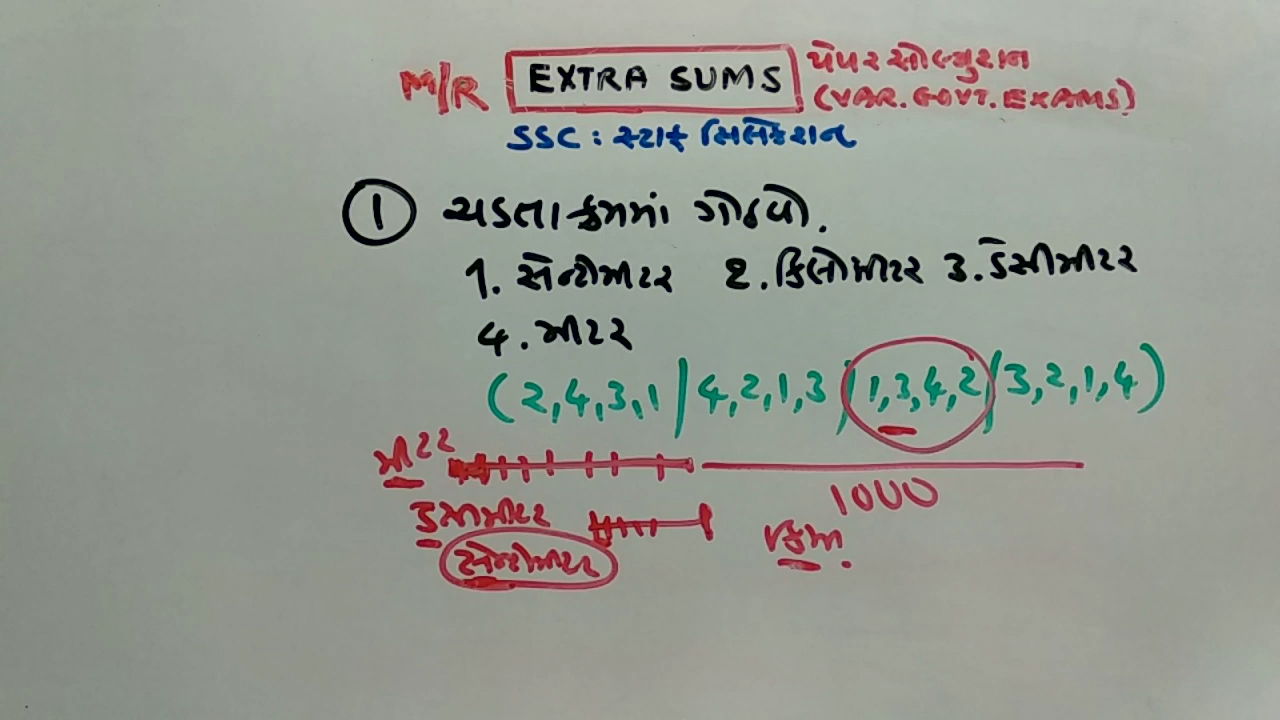 M/R EXTRA SUMS પેપર સોલ્યુશન
(VAR. GOVT. EXAMS)
SSC : સ્ટાફ સિલેકશન
1 ચડતા ક્રમમાં ગોઠવો.
1. સેન્ટીમીટર 2. કિલોમીટર 3. ડેસીમીટર
4. મીટર
(2,4,3,1 | 4,2,1,3 | 1,3,4,2 | 3,2,1,4)
મીટર
1000
ડેસીમીટર
કિમી.
સેન્ટીમીટર